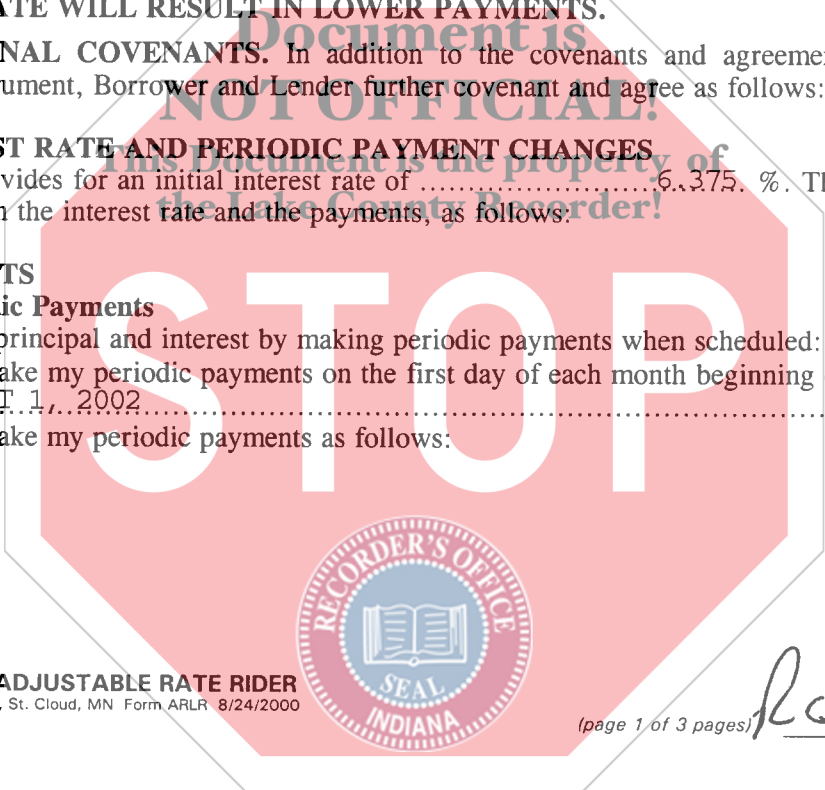 ATE WILL RESULT IN LOWER PAYMENTS.
Document is
NAL COVENANTS. In addition to the covenants and agreemen
ument, Borrower and Lender further covenant and agree as follows:
NOT OFFICIAL!
ST RATE AND PERIODIC PAYMENT CHANGES
This Document is the property of
vides for an initial interest rate of ......................6.375. %. Th
the Lake County Recorder!
n the interest rate and the payments, as follows:
TS
ic Payments
principal and interest by making periodic payments when scheduled:
ake my periodic payments on the first day of each month beginning
T 1, 2002
ake my periodic payments as follows:
STOP
RECORDER'S OFFICE
SEAL
INDIANA
ADJUSTABLE RATE RIDER
, St. Cloud, MN Form ARLR 8/24/2000
(page 1 of 3 pages)